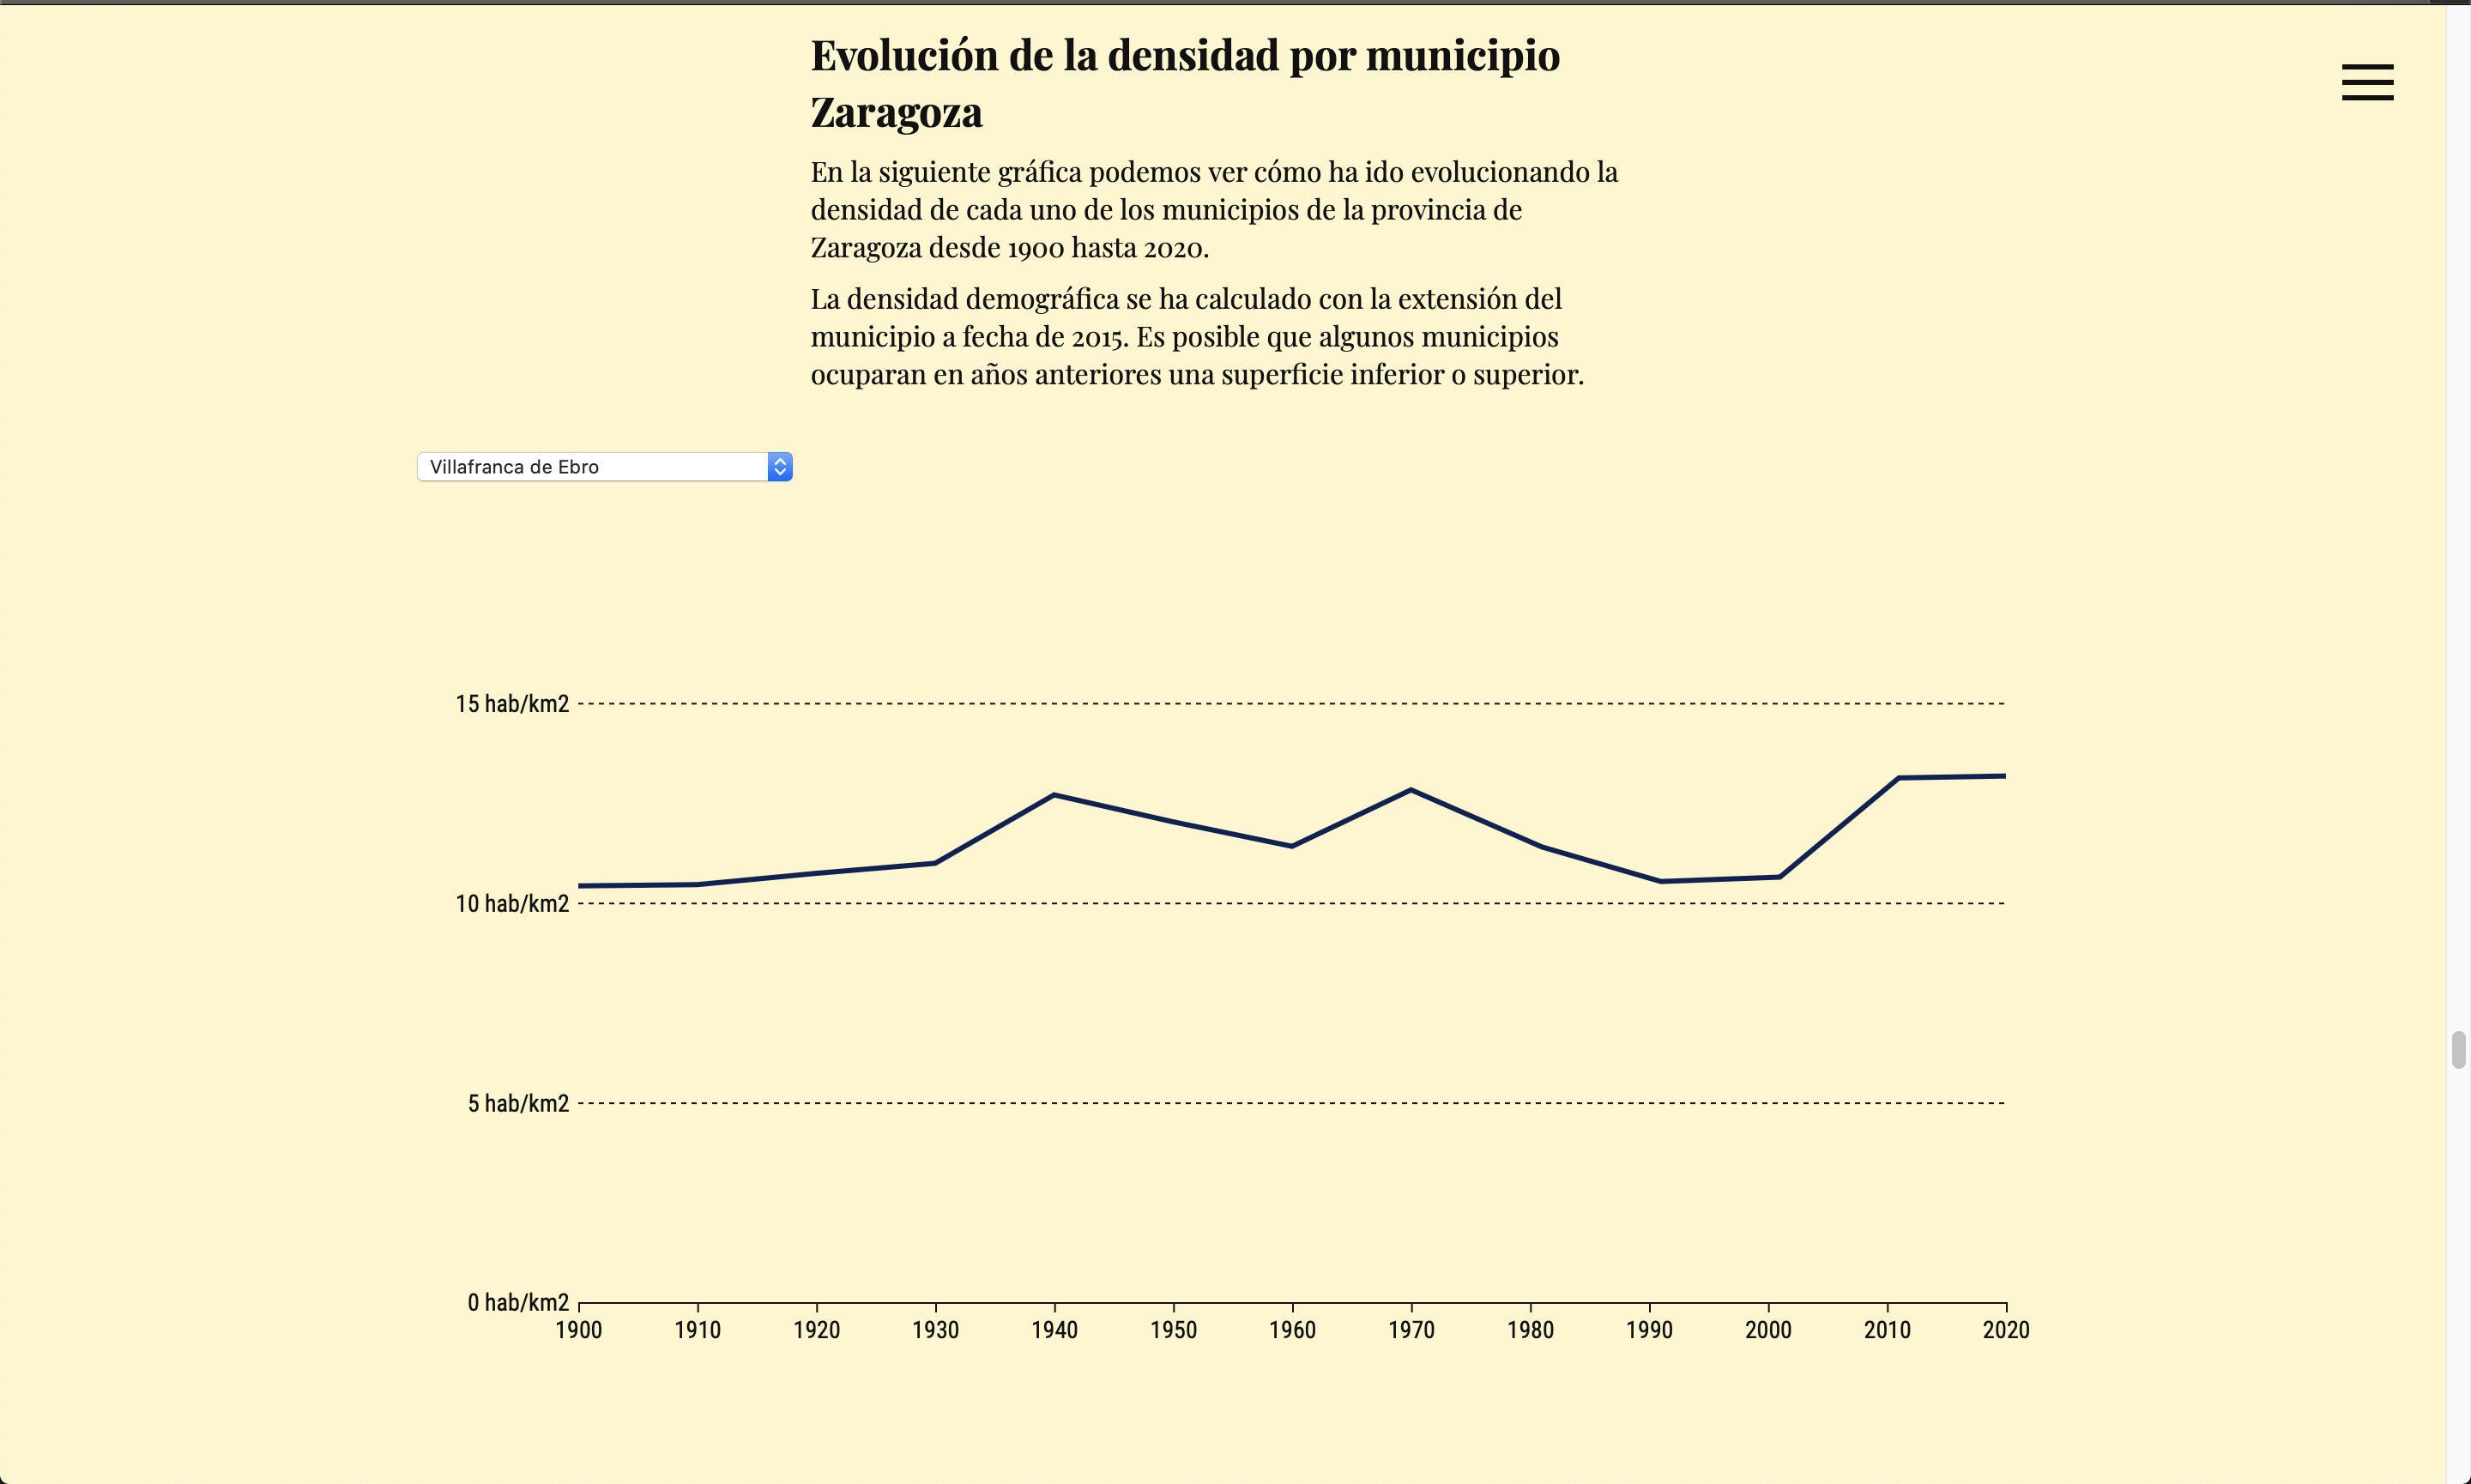 Evolución de la densidad por municipio
Zaragoza
En la siguiente gráfica podemos ver cómo ha ido evolucionando la
densidad de cada uno de los municipios de la provincia de
Zaragoza desde 1900 hasta 2020.
La densidad demográfica se ha calculado con la extensión del
municipio a fecha de 2015. Es posible que algunos municipios
ocuparan en años anteriores una superficie inferior o superior.
Villafranca de Ebro
15 hab/km2
10 hab/km2
5 hab/km2
0 hab/km2
1900 1910 1920 1930 1940 1950 1960 1970 1980 1990 2000 2010 2020